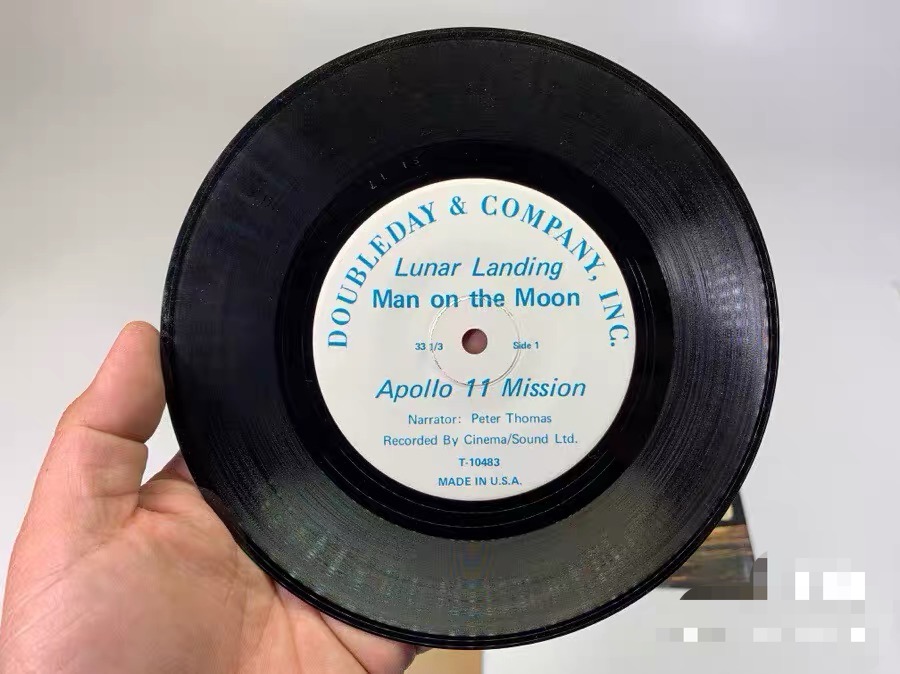 DOUBLEDAY & COMPANY, INC.
Lunar Landing
Man on the Moon
33 1/3 Side 1
Apollo 11 Mission
Narrator: Peter Thomas
Recorded By Cinema/Sound Ltd.
T-10483
MADE IN U.S.A.